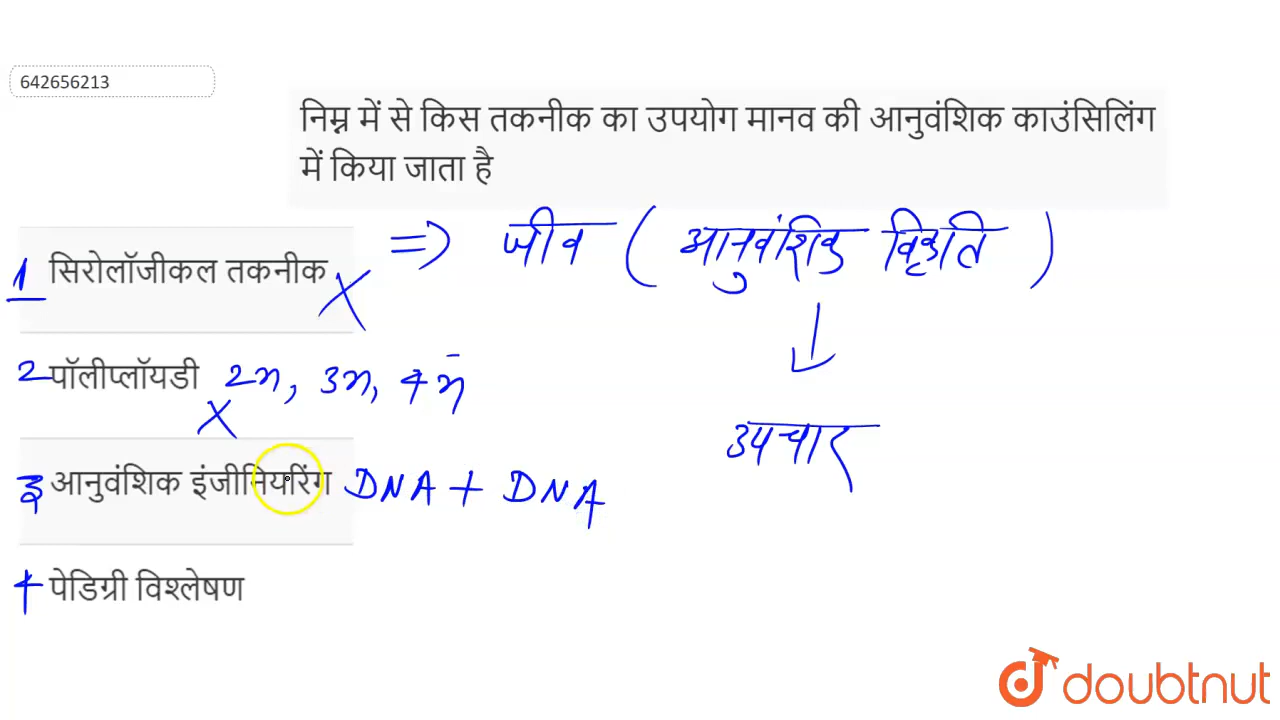 642656213
निम्न में से किस तकनीक का उपयोग मानव की आनुवंशिक काउंसिलिंग
में किया जाता है
⇒ जीव ( आनुवंशिक विकृति )
↓
उपचार
1 सिरोलॉजीकल तकनीक X
2 पॉलीप्लॉयडी 2n, 3n, 4n
X
3 आनुवंशिक इंजीनियरिंग DNA + DNA
4 पेडिग्री विश्लेषण
doubtnut